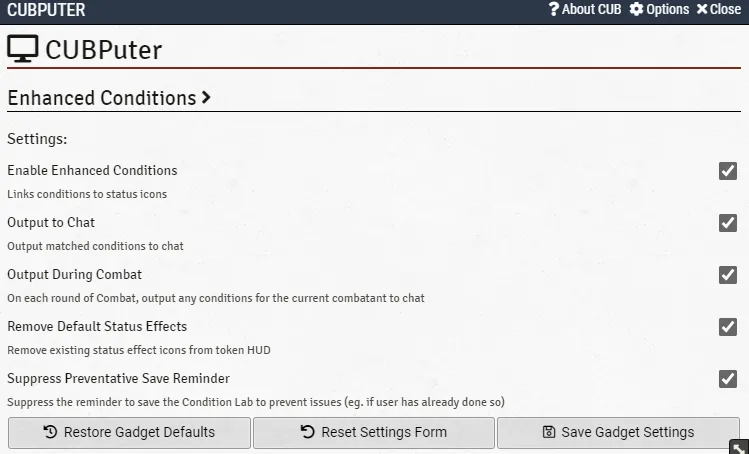 CUBPUTER
About CUB Options Close
CUBPuter
Enhanced Conditions
Settings:
Enable Enhanced Conditions
Links conditions to status icons
Output to Chat
Output matched conditions to chat
Output During Combat
On each round of Combat, output any conditions for the current combatant to chat
Remove Default Status Effects
Remove existing status effect icons from token HUD
Suppress Preventative Save Reminder
Suppress the reminder to save the Condition Lab to prevent issues (eg. if user has already done so)
Restore Gadget Defaults
Reset Settings Form
Save Gadget Settings